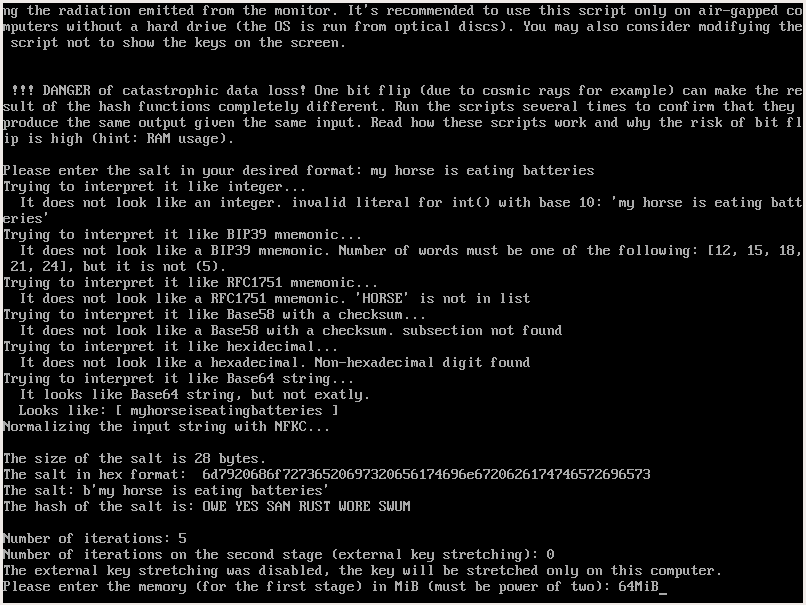 ng the radiation emitted from the monitor. It's recommended to use this script only on air-gapped co
mputers without a hard drive (the OS is run from optical discs). You may also consider modifying the
 script not to show the keys on the screen.
 !!! DANGER of catastrophic data loss! One bit flip (due to cosmic rays for example) can make the re
sult of the hash functions completely different. Run the scripts several times to confirm that they
produce the same output given the same input. Read how these scripts work and why the risk of bit fl
ip is high (hint: RAM usage).
Please enter the salt in your desired format: my horse is eating batteries
Trying to interpret it like integer...
  It does not look like an integer. invalid literal for int() with base 10: 'my horse is eating batt
eries'
Trying to interpret it like BIP39 mnemonic...
  It does not look like a BIP39 mnemonic. Number of words must be one of the following: [12, 15, 18,
 21, 24], but it is not (5).
Trying to interpret it like RFC1751 mnemonic...
  It does not look like a RFC1751 mnemonic. 'HORSE' is not in list
Trying to interpret it like Base58 with a checksum...
  It does not look like a Base58 with a checksum. subsection not found
Trying to interpret it like hexidecimal...
  It does not look like a hexadecimal. Non-hexadecimal digit found
Trying to interpret it like Base64 string...
  It looks like Base64 string, but not exatly.
  Looks like: [ myhorseiseatingbatteries ]
Normalizing the input string with NFKC...
The size of the salt is 28 bytes.
The salt in hex format:  6d7920686f72736520697320656174696e6720626174746572696573
The salt: b'my horse is eating batteries'
The hash of the salt is: OWE YES SAN RUST WORE SWUM
Number of iterations: 5
Number of iterations on the second stage (external key stretching): 0
The external key stretching was disabled, the key will be stretched only on this computer.
Please enter the memory (for the first stage) in MiB (must be power of two): 64MiB_